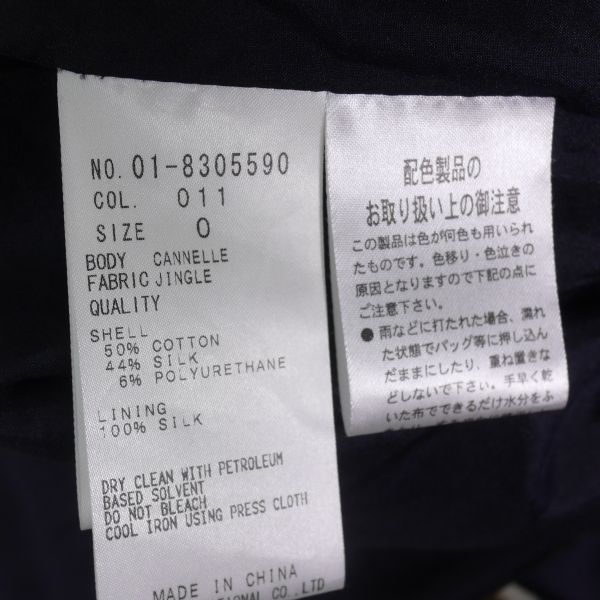 NO. 01-8305590
COL. 011
SIZE 0
BODY CANNELLE
FABRIC JINGLE
QUALITY
SHELL
50% COTTON
44% SILK
6% POLYURETHANE
LINING
100% SILK
DRY CLEAN WITH PETROLEUM
BASED SOLVENT
DO NOT BLEACH
COOL IRON USING PRESS CLOTH
MADE IN CHINA
CO.,LTD
配色製品の
お取り扱い上の御注意
この製品は色が何色も用いられ
たものです。色移り・色泣きの
原因となりますので下記の点に
ご注意下さい。
● 雨などに打たれた場合、濡れ
た状態でバッグ等に押し込ん
だままにしたり、重ね置きな
どしないで下さい。手早く乾
いた布でできるだけ水分をふ